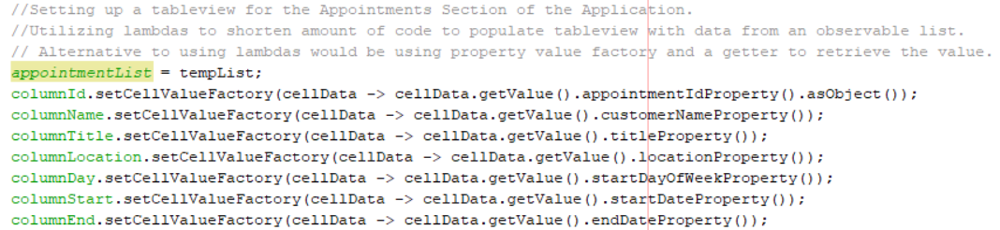 //Setting up a tableview for the Appointments Section of the Application.
//Utilizing lambdas to shorten amount of code to populate tableview with data from an observable list.
// Alternative to using lambdas would be using property value factory and a getter to retrieve the value.
appointmentList = tempList;
columnId.setCellValueFactory(cellData -> cellData.getValue().appointmentIdProperty().asObject());
columnName.setCellValueFactory(cellData -> cellData.getValue().customerNameProperty());
columnTitle.setCellValueFactory(cellData -> cellData.getValue().titleProperty());
columnLocation.setCellValueFactory(cellData -> cellData.getValue().locationProperty());
columnDay.setCellValueFactory(cellData -> cellData.getValue().startDayOfWeekProperty());
columnStart.setCellValueFactory(cellData -> cellData.getValue().startDateProperty());
columnEnd.setCellValueFactory(cellData -> cellData.getValue().endDateProperty());